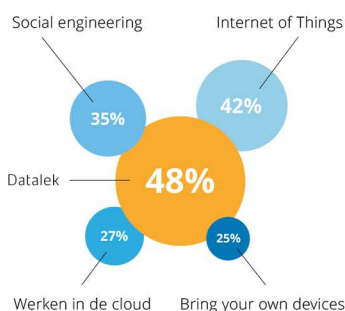 Social engineering
Internet of Things
35%
42%
Datalek
48%
27%
25%
Werken in de cloud
Bring your own devices